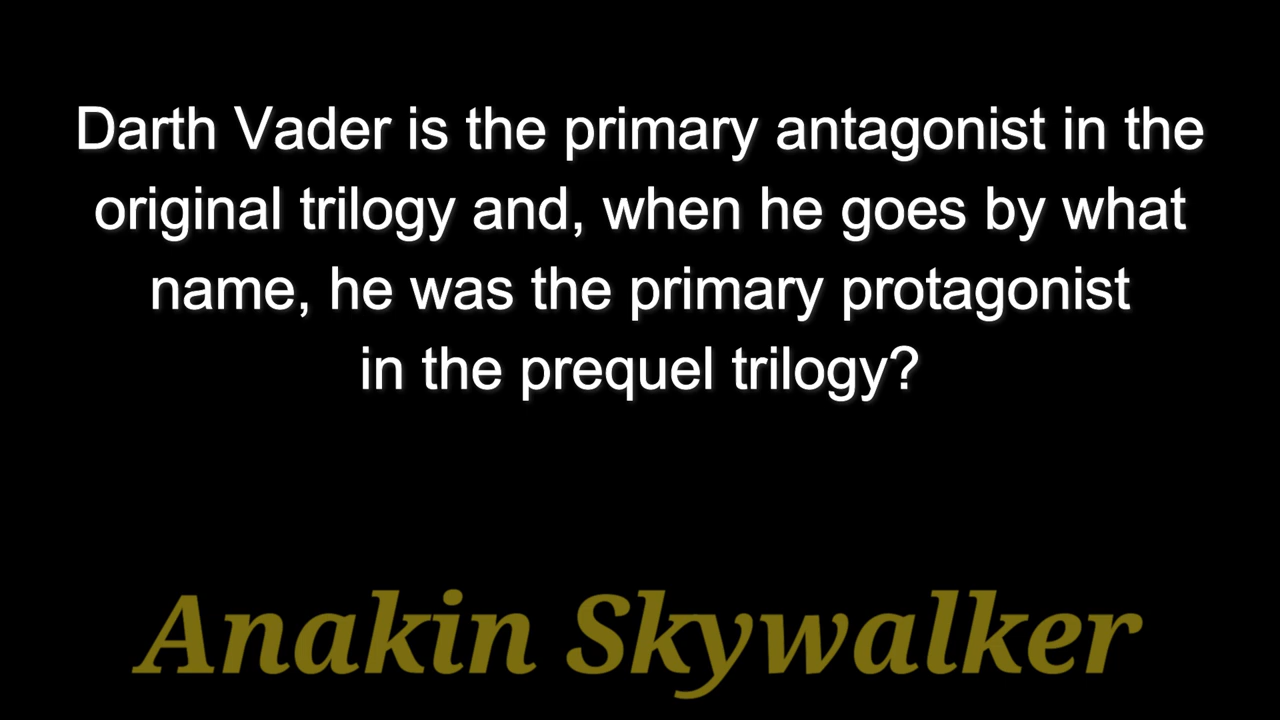 Darth Vader is the primary antagonist in the
original trilogy and, when he goes by what
name, he was the primary protagonist
in the prequel trilogy?
Anakin Skywalker